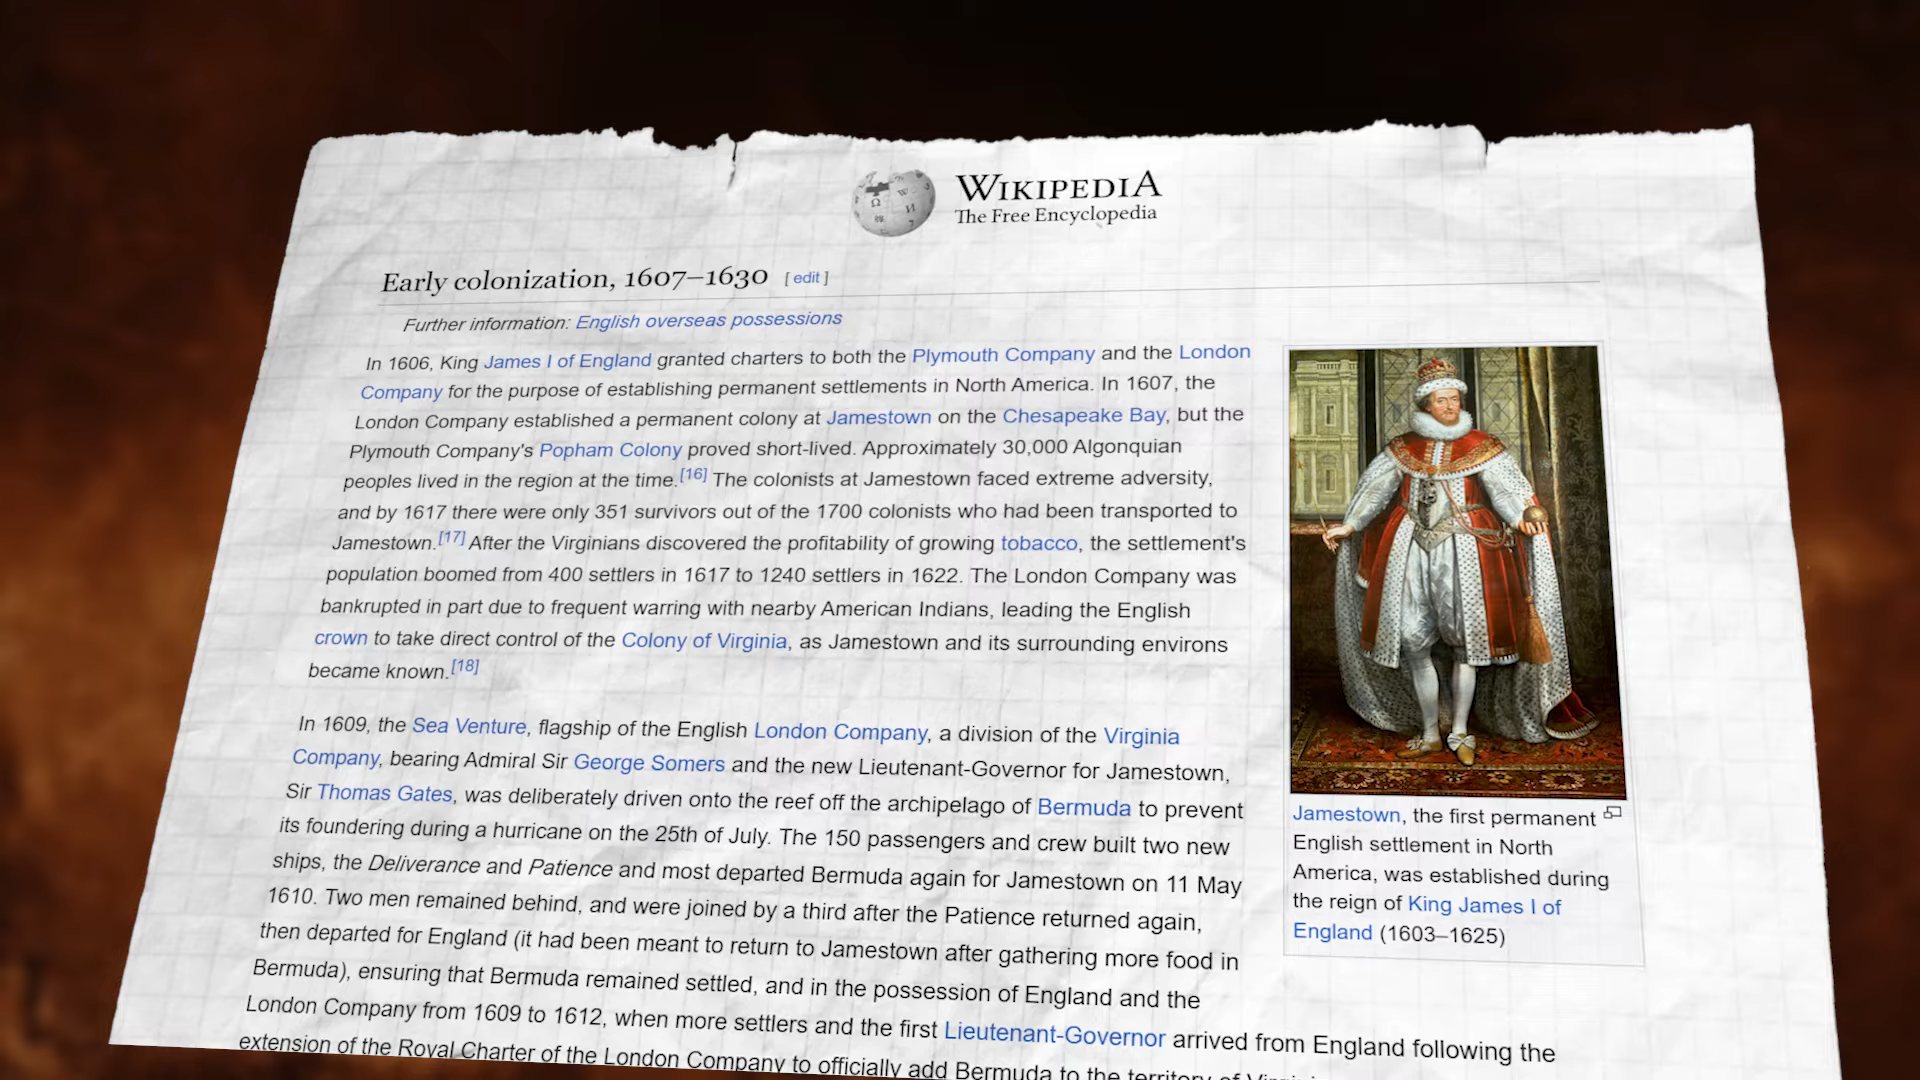 WIKIPEDIA
The Free Encyclopedia
Early colonization, 1607–1630 [ edit ]
Further information: English overseas possessions
In 1606, King James I of England granted charters to both the Plymouth Company and the London
Company for the purpose of establishing permanent settlements in North America. In 1607, the
London Company established a permanent colony at Jamestown on the Chesapeake Bay, but the
Plymouth Company's Popham Colony proved short-lived. Approximately 30,000 Algonquian
peoples lived in the region at the time.[16] The colonists at Jamestown faced extreme adversity,
and by 1617 there were only 351 survivors out of the 1700 colonists who had been transported to
Jamestown.[17] After the Virginians discovered the profitability of growing tobacco, the settlement's
population boomed from 400 settlers in 1617 to 1240 settlers in 1622. The London Company was
bankrupted in part due to frequent warring with nearby American Indians, leading the English
crown to take direct control of the Colony of Virginia, as Jamestown and its surrounding environs
became known.[18]
In 1609, the Sea Venture, flagship of the English London Company, a division of the Virginia
Company, bearing Admiral Sir George Somers and the new Lieutenant-Governor for Jamestown,
Sir Thomas Gates, was deliberately driven onto the reef off the archipelago of Bermuda to prevent
its foundering during a hurricane on the 25th of July. The 150 passengers and crew built two new
ships, the Deliverance and Patience and most departed Bermuda again for Jamestown on 11 May
1610. Two men remained behind, and were joined by a third after the Patience returned again,
then departed for England (it had been meant to return to Jamestown after gathering more food in
Bermuda), ensuring that Bermuda remained settled, and in the possession of England and the
London Company from 1609 to 1612, when more settlers and the first Lieutenant-Governor arrived from England following the
extension of the Royal Charter of the London Company to officially add Bermuda to the territory of
Jamestown, the first permanent
English settlement in North
America, was established during
the reign of King James I of
England (1603–1625)